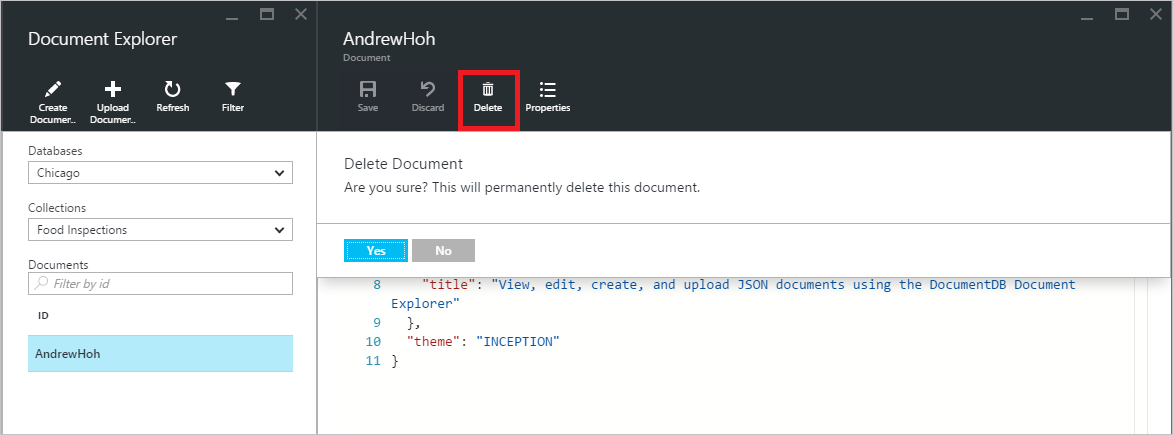 Document Explorer
Create
Documer..
Upload
Documer..
Refresh
Filter
Databases
Chicago
Collections
Food Inspections
Documents
Filter by id
ID
AndrewHoh
AndrewHoh
Document
Save
Discard
Delete
Properties
Delete Document
Are you sure? This will permanently delete this document.
Yes
No
8 "title": "View, edit, create, and upload JSON documents using the DocumentDB Document
Explorer"
9 },
10 "theme": "INCEPTION"
11 }